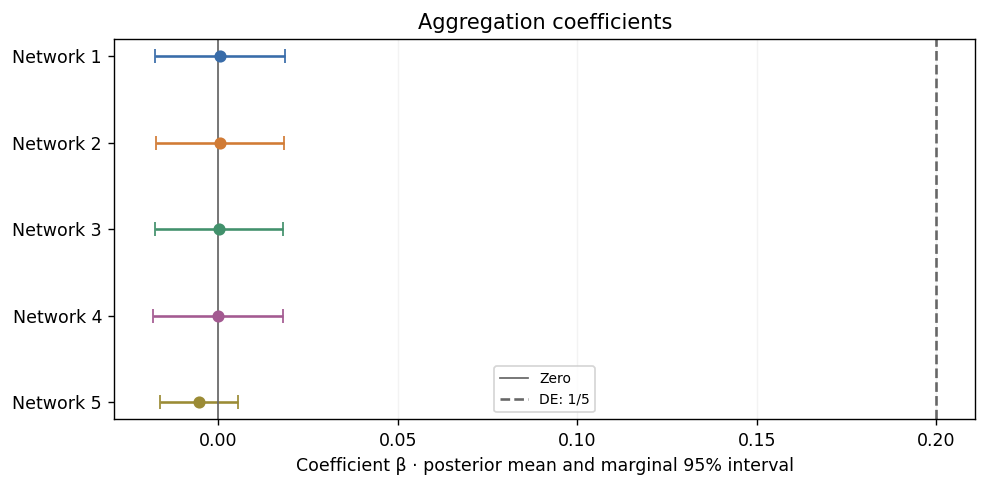 Aggregation coefficients
Network 1
Network 2
Network 3
Network 4
Network 5
Zero
DE: 1/5
0.00 0.05 0.10 0.15 0.20
Coefficient β · posterior mean and marginal 95% interval